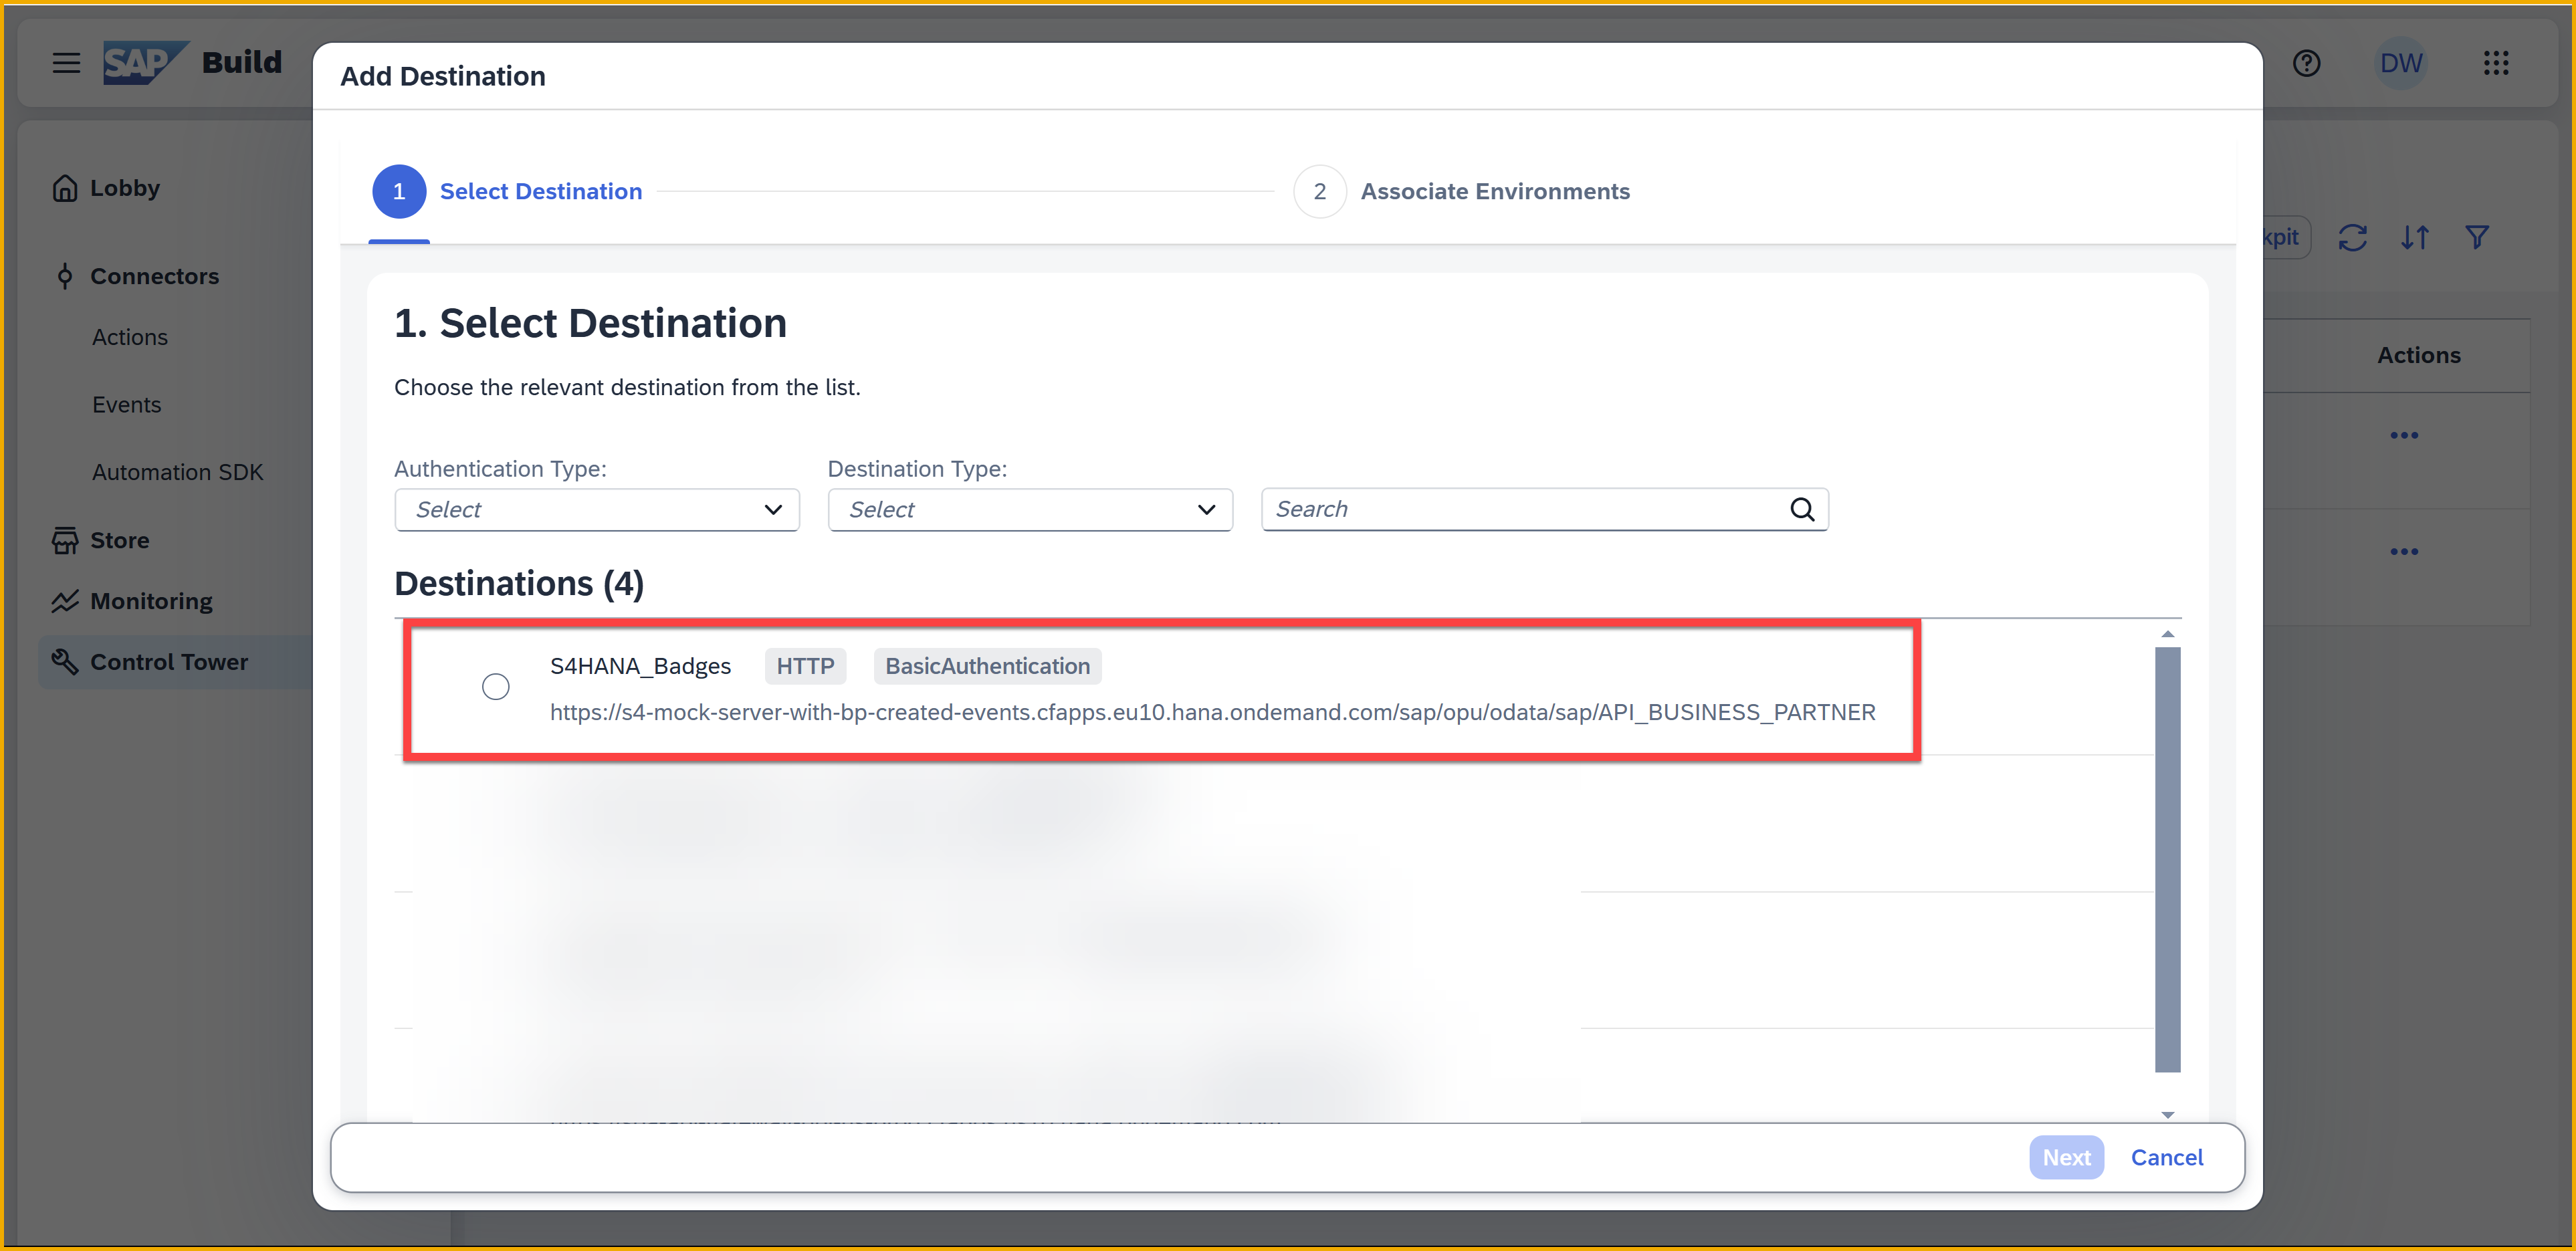 SAP Build
DW
Lobby
Connectors
Actions
Events
Automation SDK
Store
Monitoring
Control Tower
kpit
Actions
Add Destination
1 Select Destination
2 Associate Environments
1. Select Destination
Choose the relevant destination from the list.
Authentication Type:
Select
Destination Type:
Select
Search
Destinations (4)
S4HANA_Badges HTTP BasicAuthentication
https://s4-mock-server-with-bp-created-events.cfapps.eu10.hana.ondemand.com/sap/opu/odata/sap/API_BUSINESS_PARTNER
Next Cancel